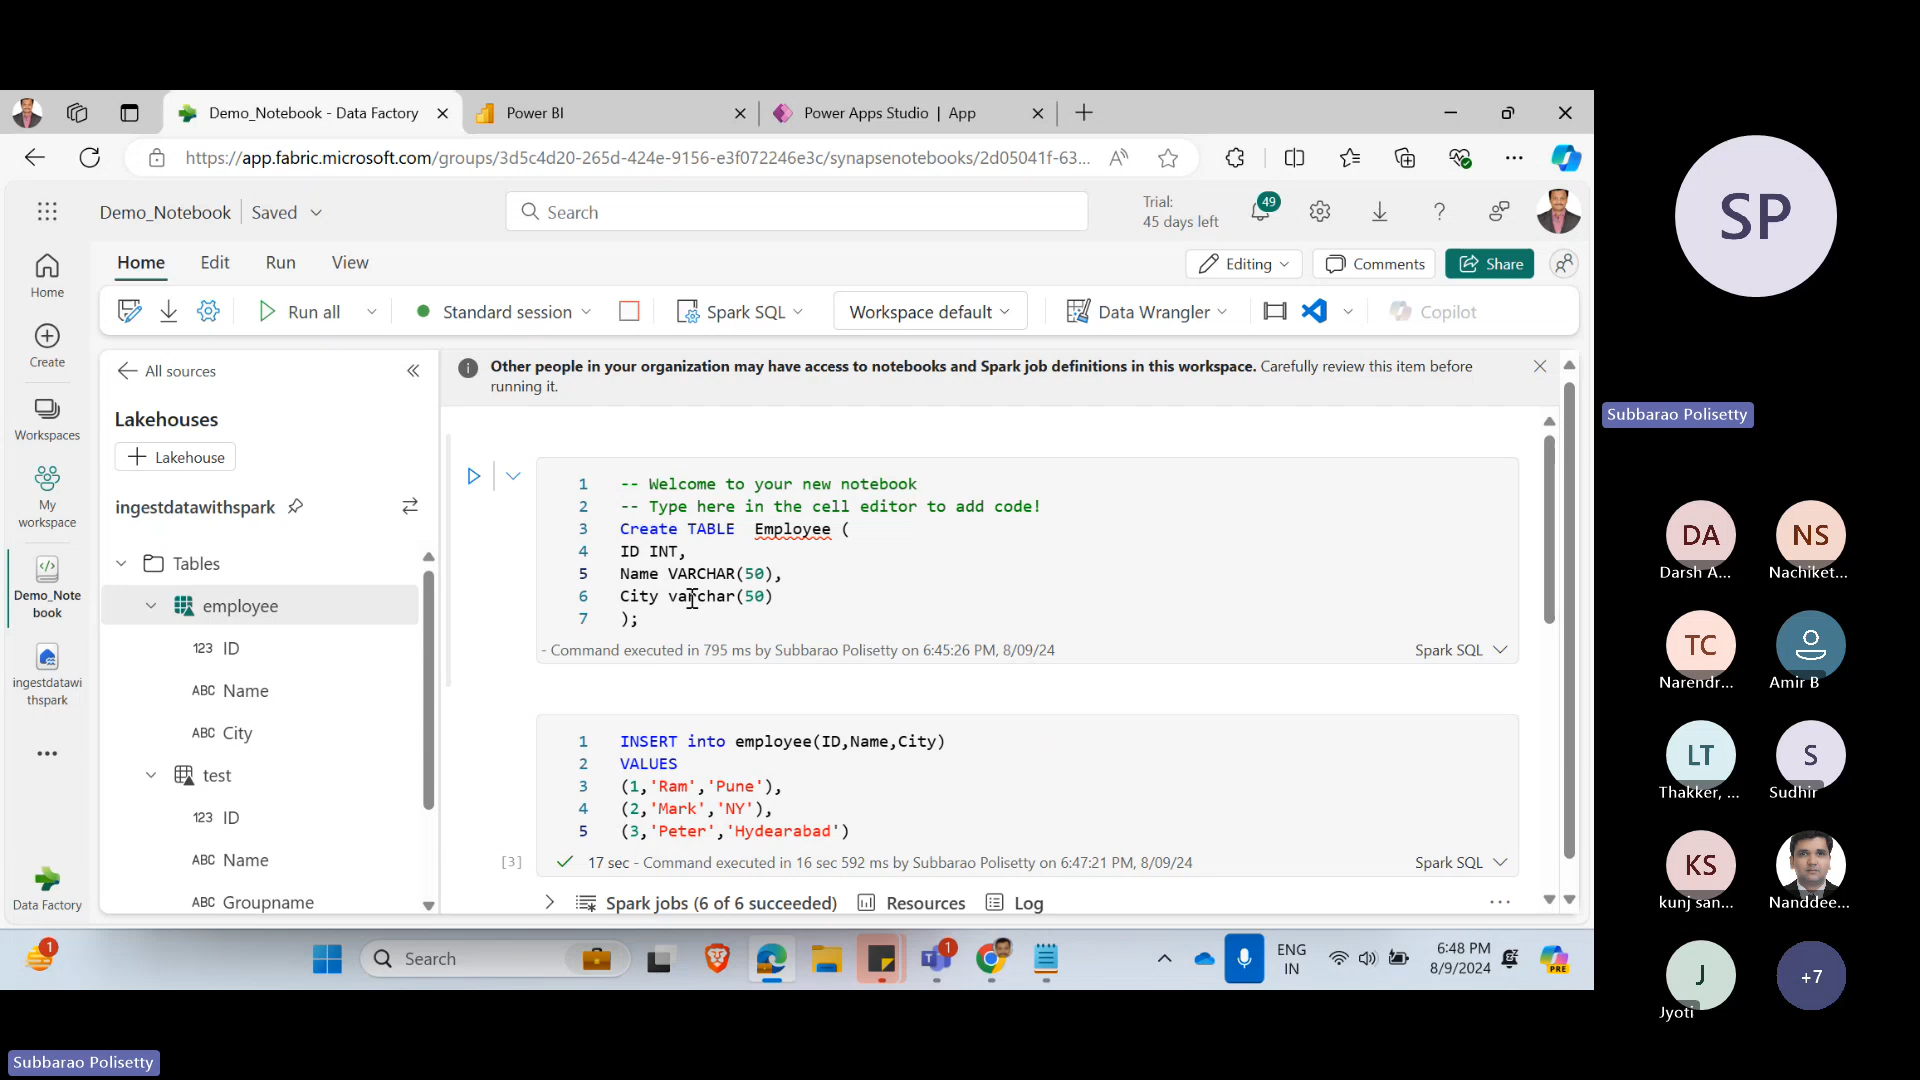 Demo_Notebook - Data Factory
Power BI
Power Apps Studio | App
https://app.fabric.microsoft.com/groups/3d5c4d20-265d-424e-9156-e3f072246e3c/synapsenotebooks/2d05041f-63...
Demo_Notebook
Saved
Search
Trial:
45 days left
49
Home
Edit
Run
View
Editing
Comments
Share
Run all
Standard session
Spark SQL
Workspace default
Data Wrangler
Copilot
Home
Create
Workspaces
My
workspace
Demo_Note
book
ingestdatawi
thspark
Data Factory
All sources
Lakehouses
Lakehouse
ingestdatawithspark
Tables
employee
123 ID
ABC Name
ABC City
test
123 ID
ABC Name
ABC Groupname
Other people in your organization may have access to notebooks and Spark job definitions in this workspace. Carefully review this item before
running it.
1 -- Welcome to your new notebook
2 -- Type here in the cell editor to add code!
3 Create TABLE  Employee (
4 ID INT,
5 Name VARCHAR(50),
6 City varchar(50)
7 );
- Command executed in 795 ms by Subbarao Polisetty on 6:45:26 PM, 8/09/24
Spark SQL
1 INSERT into employee(ID,Name,City)
2 VALUES
3 (1,'Ram','Pune'),
4 (2,'Mark','NY'),
5 (3,'Peter','Hydearabad')
[3]
17 sec - Command executed in 16 sec 592 ms by Subbarao Polisetty on 6:47:21 PM, 8/09/24
Spark SQL
Spark jobs (6 of 6 succeeded)
Resources
Log
1
Search
1
PRE
ENG
IN
6:48 PM
8/9/2024
SP
Subbarao Polisetty
DA
Darsh A...
NS
Nachiket...
TC
Narendr...
Amir B
LT
Thakker, ...
S
Sudhir
KS
kunj san...
Nanddee...
J
Jyoti
+7
Subbarao Polisetty